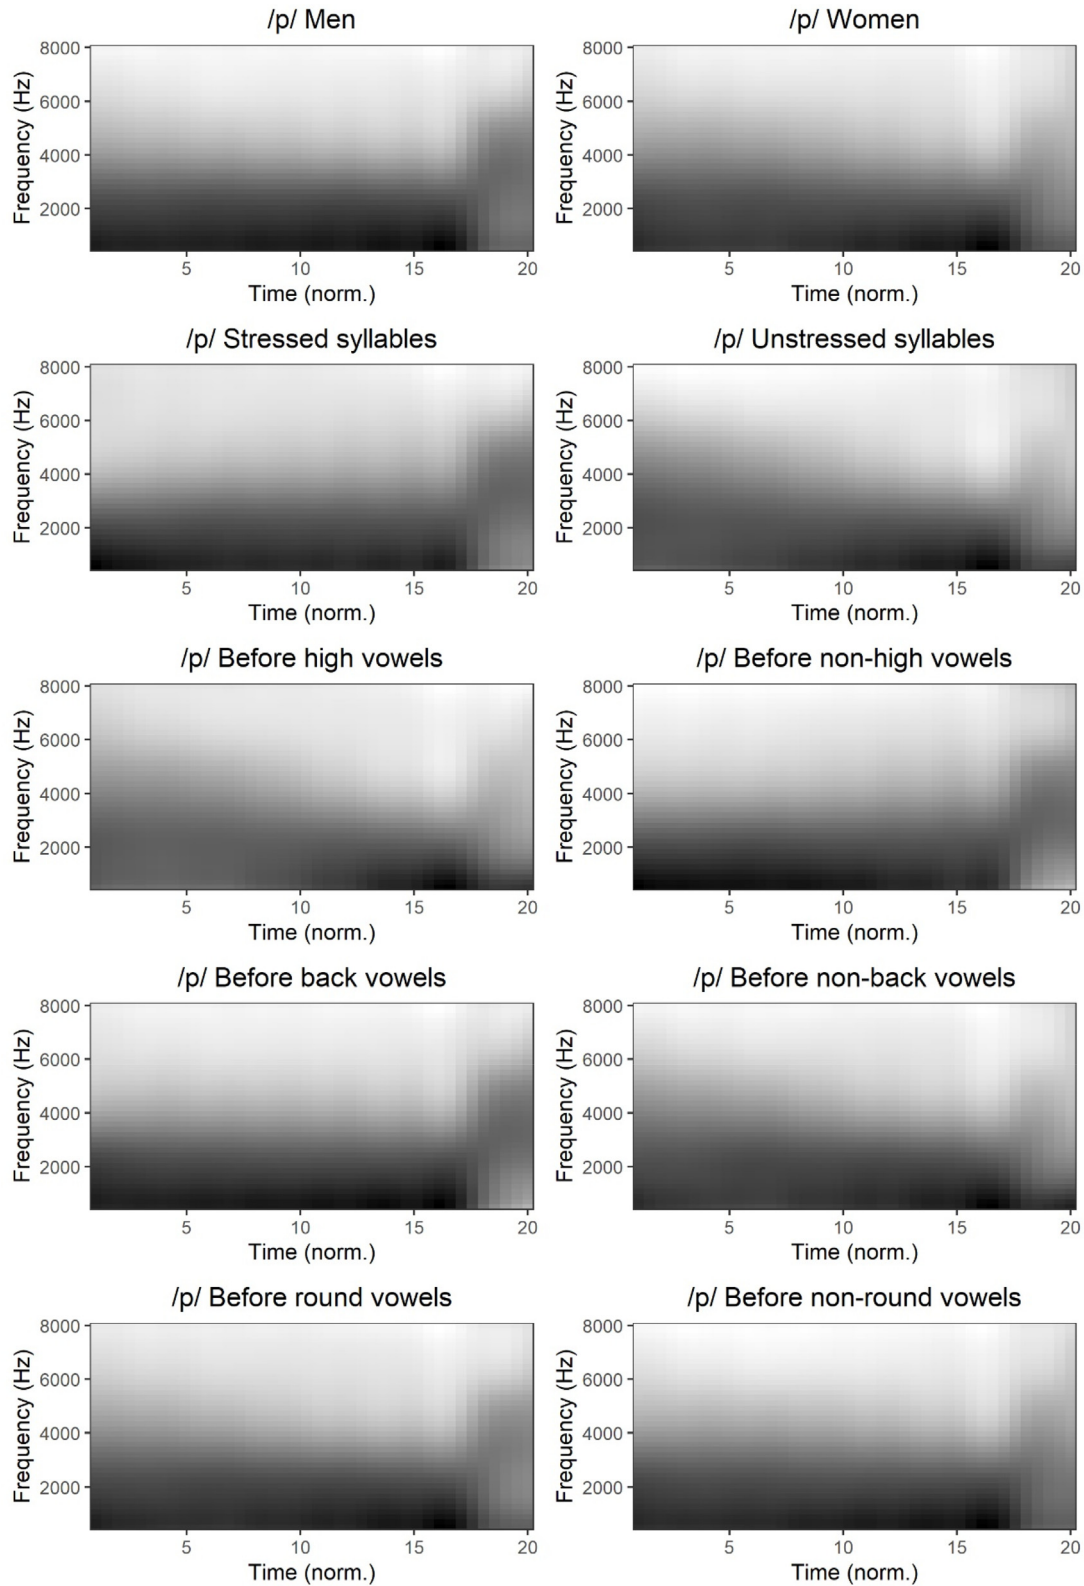 /p/ Men
Frequency (Hz)
8000
6000
4000
2000
5 10 15 20
Time (norm.)
/p/ Women
Frequency (Hz)
8000
6000
4000
2000
5 10 15 20
Time (norm.)
/p/ Stressed syllables
Frequency (Hz)
8000
6000
4000
2000
5 10 15 20
Time (norm.)
/p/ Unstressed syllables
Frequency (Hz)
8000
6000
4000
2000
5 10 15 20
Time (norm.)
/p/ Before high vowels
Frequency (Hz)
8000
6000
4000
2000
5 10 15 20
Time (norm.)
/p/ Before non-high vowels
Frequency (Hz)
8000
6000
4000
2000
5 10 15 20
Time (norm.)
/p/ Before back vowels
Frequency (Hz)
8000
6000
4000
2000
5 10 15 20
Time (norm.)
/p/ Before non-back vowels
Frequency (Hz)
8000
6000
4000
2000
5 10 15 20
Time (norm.)
/p/ Before round vowels
Frequency (Hz)
8000
6000
4000
2000
5 10 15 20
Time (norm.)
/p/ Before non-round vowels
Frequency (Hz)
8000
6000
4000
2000
5 10 15 20
Time (norm.)